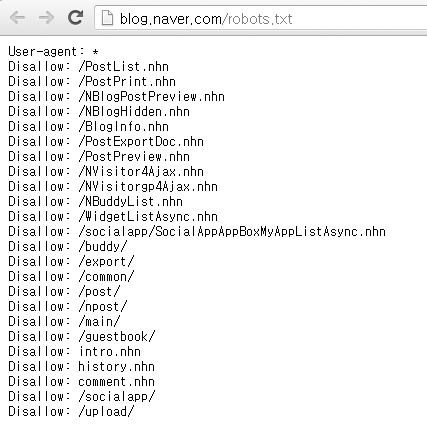 blog.naver.com/robots.txt
User-agent: *
Disallow: /PostList.nhn
Disallow: /PostPrint.nhn
Disallow: /NBlogPostPreview.nhn
Disallow: /NBlogHidden.nhn
Disallow: /BlogInfo.nhn
Disallow: /PostExportDoc.nhn
Disallow: /PostPreview.nhn
Disallow: /NVisitor4Ajax.nhn
Disallow: /NVisitorgp4Ajax.nhn
Disallow: /NBuddyList.nhn
Disallow: /WidgetListAsync.nhn
Disallow: /socialapp/SocialAppAppBoxMyAppListAsync.nhn
Disallow: /buddy/
Disallow: /export/
Disallow: /common/
Disallow: /post/
Disallow: /npost/
Disallow: /main/
Disallow: /guestbook/
Disallow: intro.nhn
Disallow: history.nhn
Disallow: comment.nhn
Disallow: /socialapp/
Disallow: /upload/